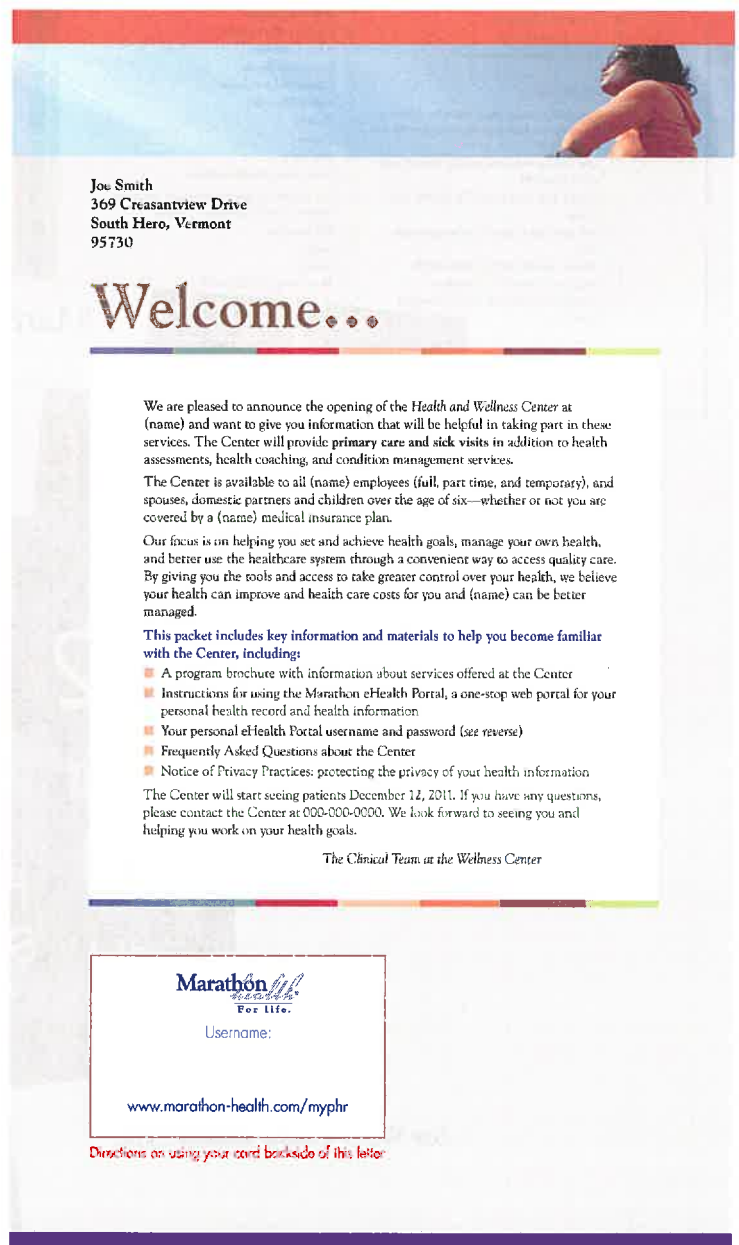 Joe Smith
369 Creasantview Drive
South Hero, Vermont
95730
Welcome...
We are pleased to announce the opening of the Health and Wellness Center at
(name) and want to give you information that will be helpful in taking part in these
services. The Center will provide primary care and sick visits in addition to health
assessments, health coaching, and condition management services.
The Center is available to all (name) employees (full, part time, and temporary), and
spouses, domestic partners and children over the age of six—whether or not you are
covered by a (name) medical insurance plan.
Our focus is on helping you set and achieve health goals, manage your own health,
and better use the healthcare system through a convenient way to access quality care.
By giving you the tools and access to take greater control over your health, we believe
your health can improve and health care costs for you and (name) can be better
managed.
This packet includes key information and materials to help you become familiar
with the Center, including:
A program brochure with information about services offered at the Center
Instructions for using the Marathon eHealth Portal, a one-stop web portal for your
personal health record and health information
Your personal eHealth Portal username and password (see reverse)
Frequently Asked Questions about the Center
Notice of Privacy Practices: protecting the privacy of your health information
The Center will start seeing patients December 12, 2011. If you have any questions,
please contact the Center at 000-000-0000. We look forward to seeing you and
helping you work on your health goals.
The Clinical Team at the Wellness Center
Marathon
health
For life.
Username:
www.marathon-health.com/myphr
Directions on using your card backside of this letter